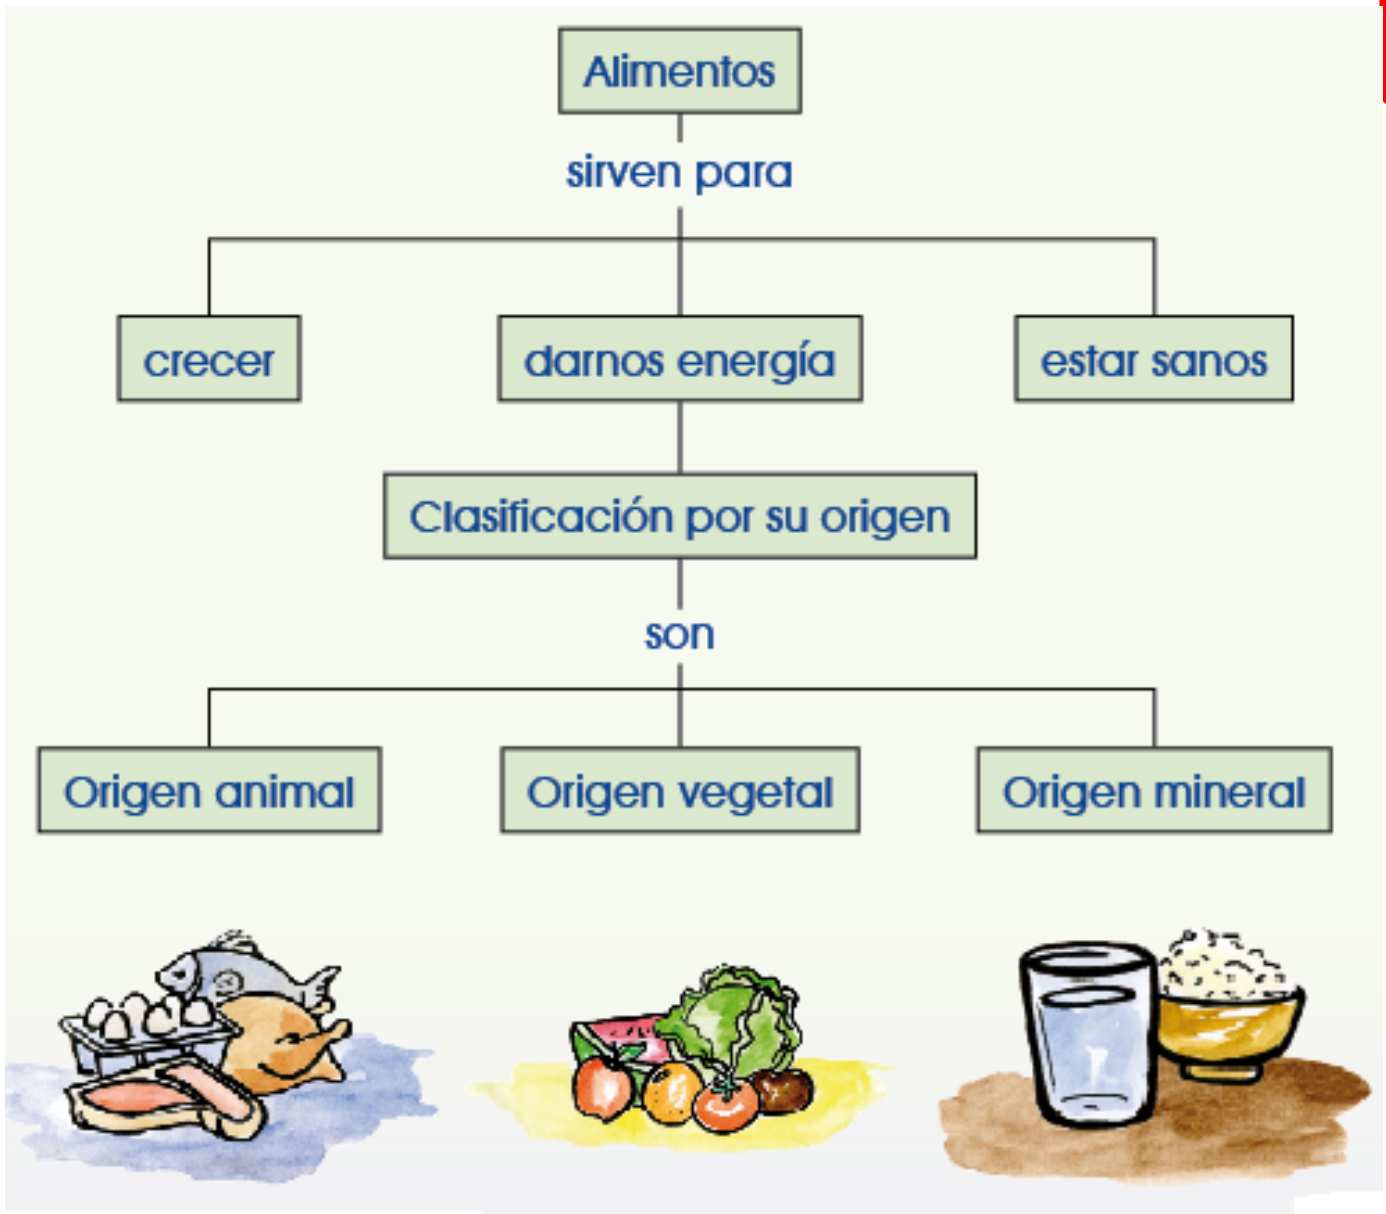 Alimentos
sirven para
crecer
darnos energía
estar sanos
Clasificación por su origen
son
Origen animal
Origen vegetal
Origen mineral